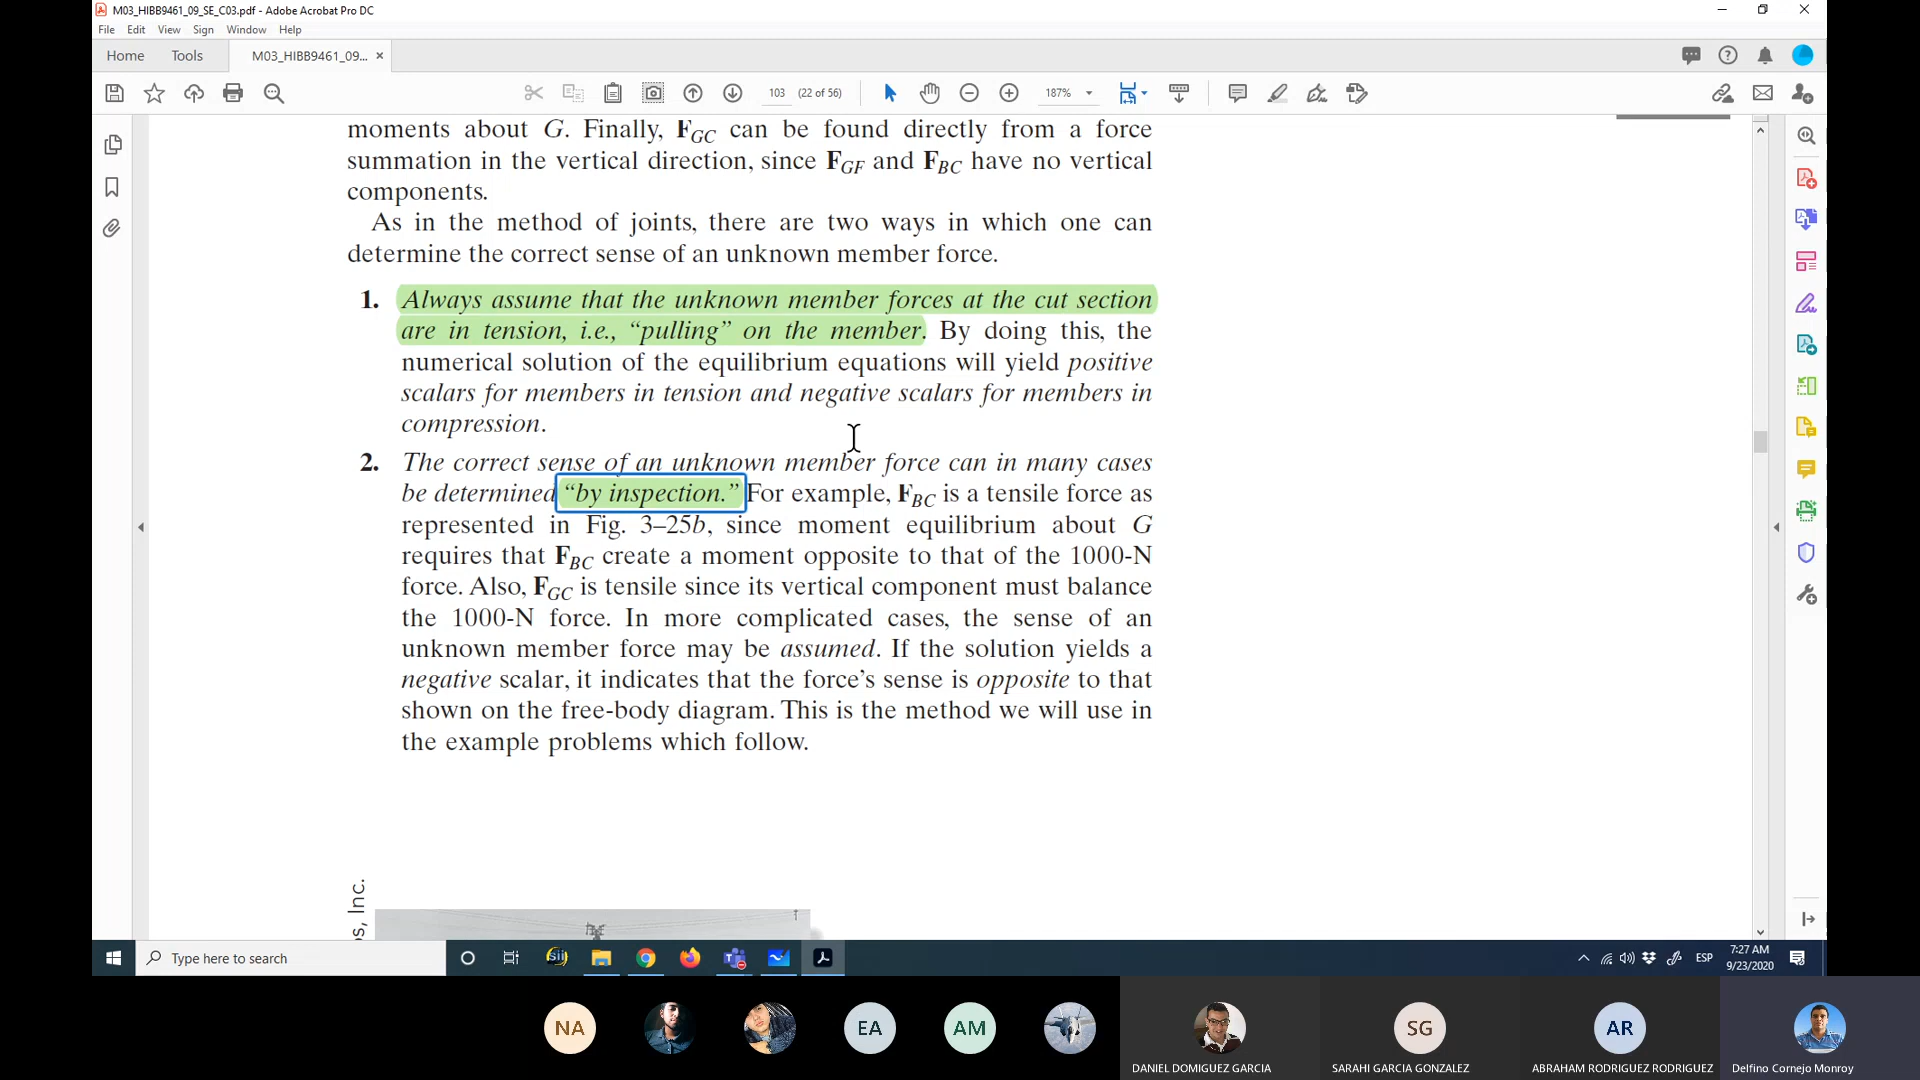 M03_HIBB9461_09_SE_C03.pdf - Adobe Acrobat Pro DC
File Edit View Sign Window Help
Home Tools M03_HIBB9461_09... ×
103 (22 of 56) 187%
moments about G. Finally, F_GC can be found directly from a force
summation in the vertical direction, since F_GF and F_BC have no vertical
components.
As in the method of joints, there are two ways in which one can
determine the correct sense of an unknown member force.
1. Always assume that the unknown member forces at the cut section
are in tension, i.e., “pulling” on the member. By doing this, the
numerical solution of the equilibrium equations will yield positive
scalars for members in tension and negative scalars for members in
compression.
2. The correct sense of an unknown member force can in many cases
be determined “by inspection.” For example, F_BC is a tensile force as
represented in Fig. 3–25b, since moment equilibrium about G
requires that F_BC create a moment opposite to that of the 1000-N
force. Also, F_GC is tensile since its vertical component must balance
the 1000-N force. In more complicated cases, the sense of an
unknown member force may be assumed. If the solution yields a
negative scalar, it indicates that the force’s sense is opposite to that
shown on the free-body diagram. This is the method we will use in
the example problems which follow.
os, Inc.
Type here to search
sii
ESP
7:27 AM
9/23/2020
NA
EA
AM
SG
AR
DANIEL DOMIGUEZ GARCIA
SARAHI GARCIA GONZALEZ
ABRAHAM RODRIGUEZ RODRIGUEZ
Delfino Cornejo Monroy